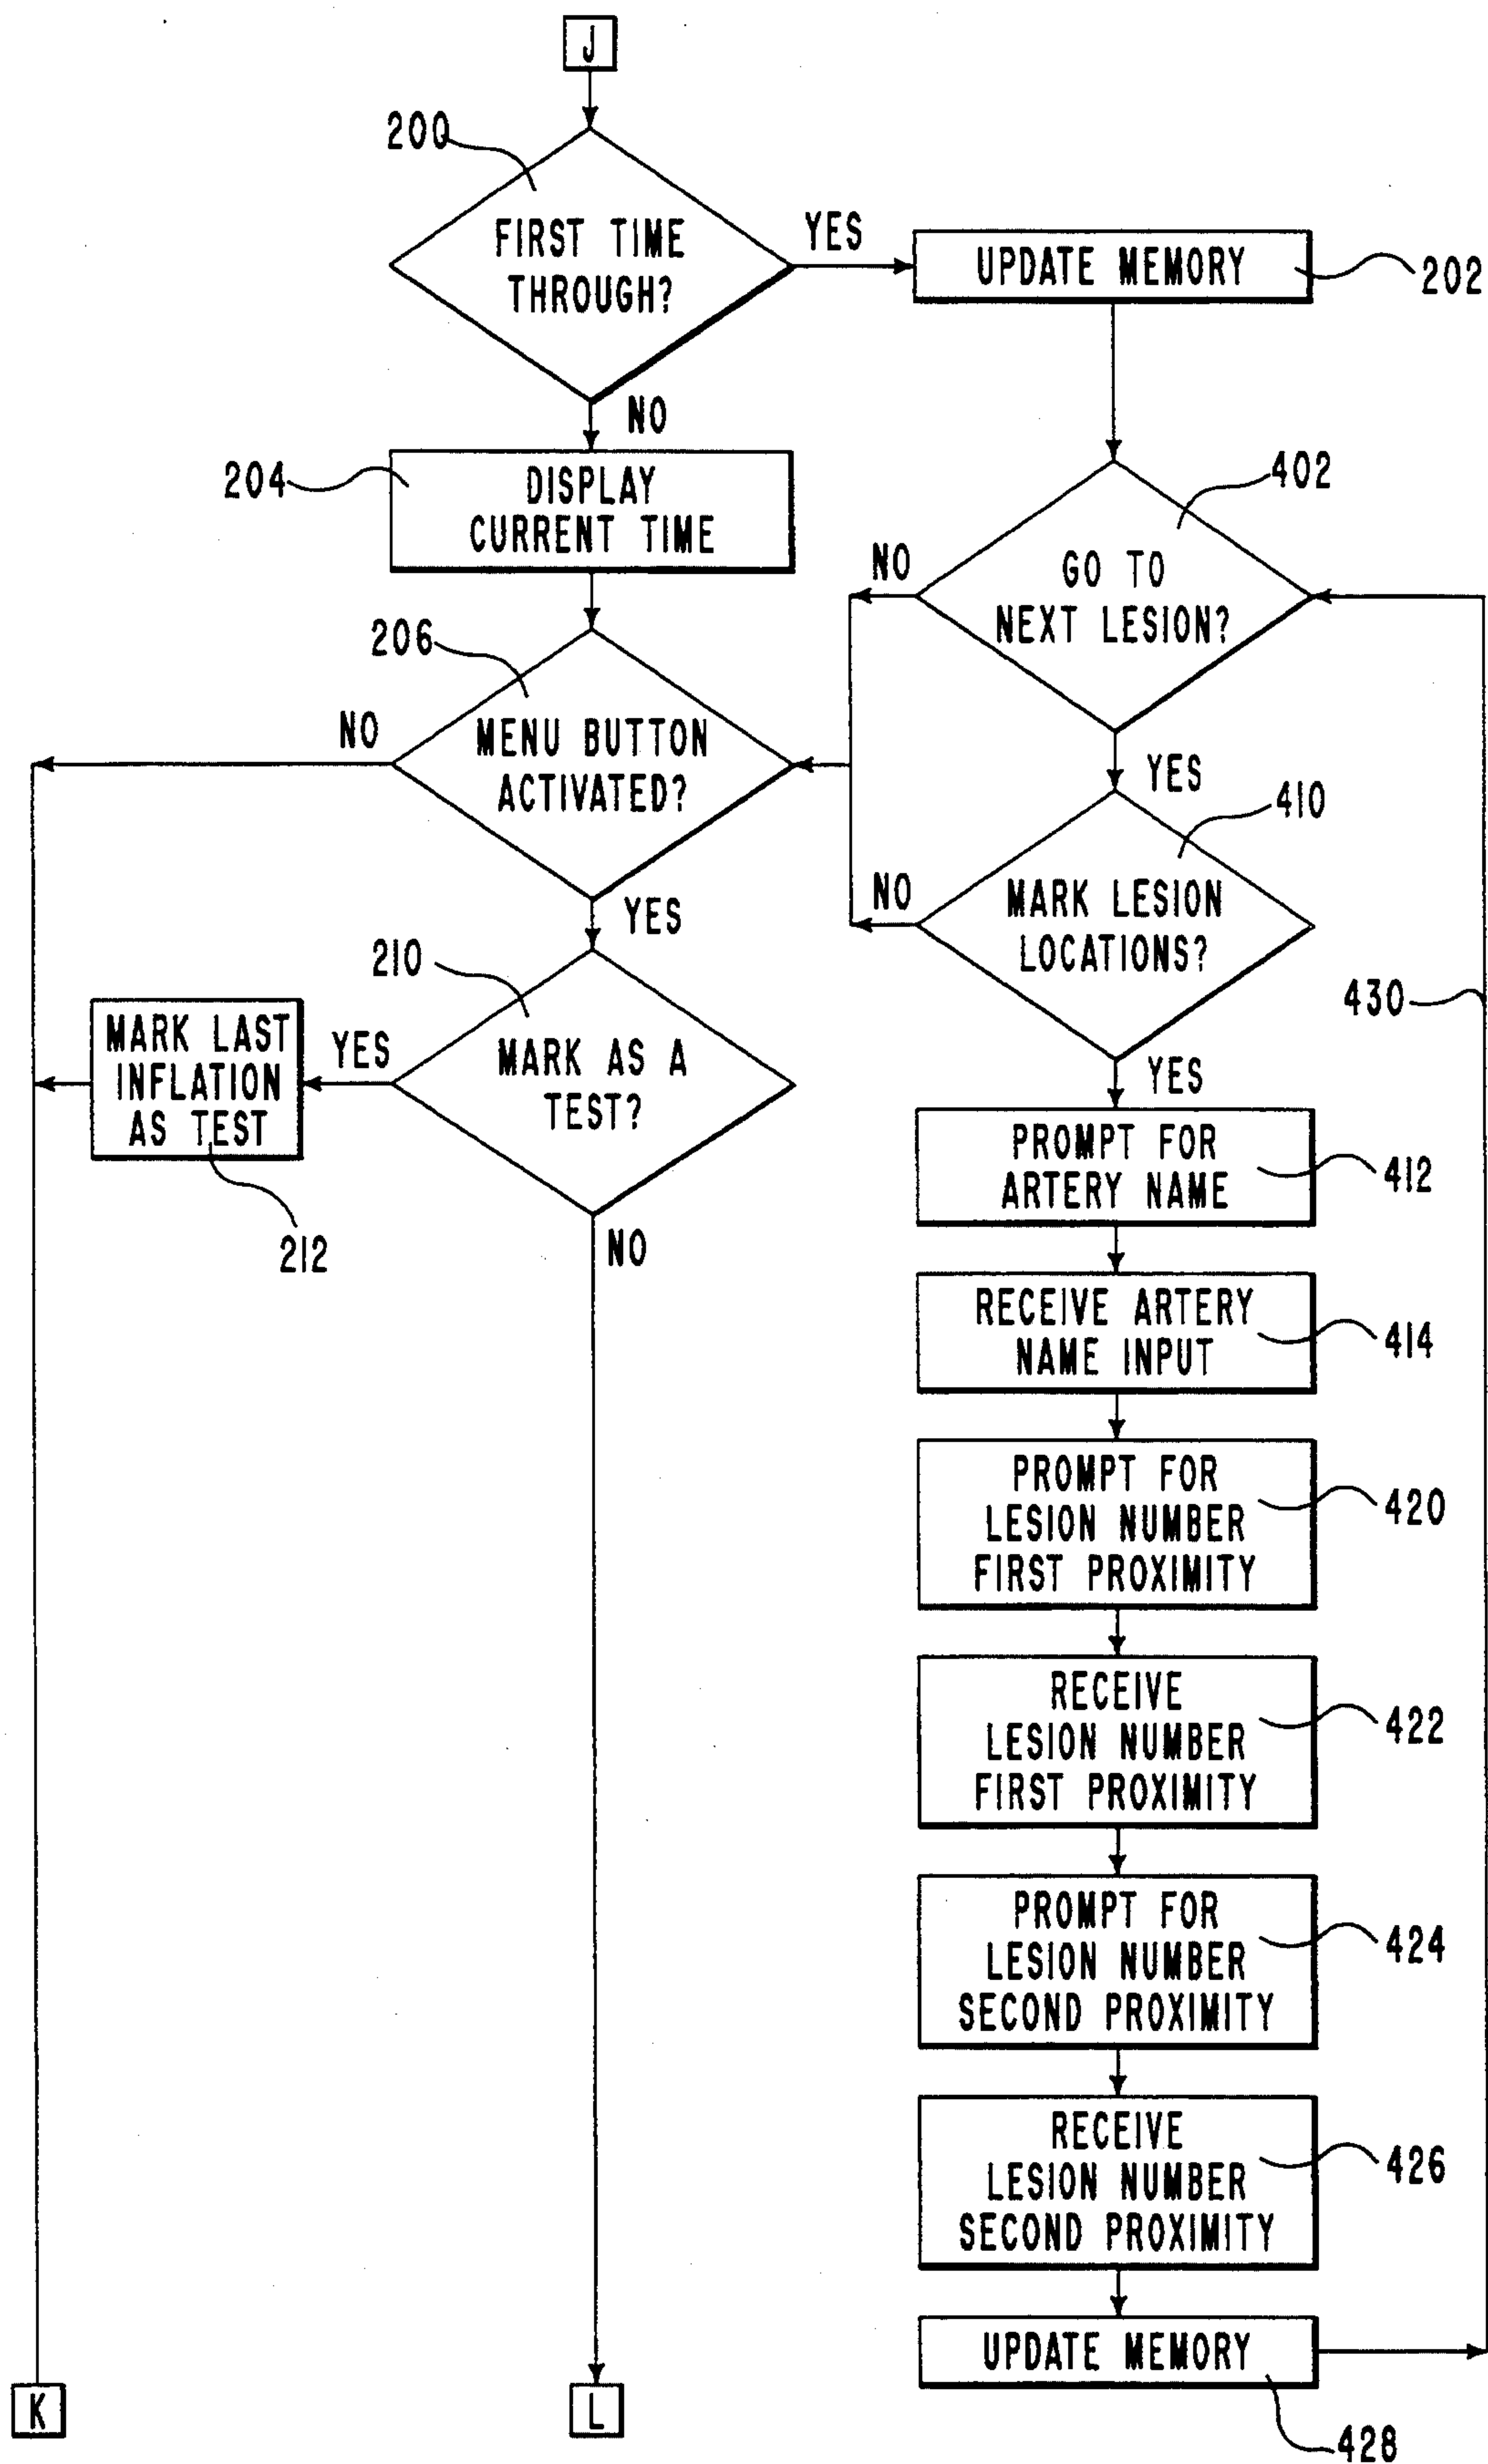 J
200
FIRST TIME
THROUGH?
YES
UPDATE MEMORY
202
NO
204
DISPLAY
CURRENT TIME
402
GO TO
NEXT LESION?
NO
YES
206
MENU BUTTON
ACTIVATED?
NO
YES
410
MARK LESION
LOCATIONS?
NO
YES
430
210
MARK AS A
TEST?
YES
MARK LAST
INFLATION
AS TEST
212
NO
PROMPT FOR
ARTERY NAME
412
RECEIVE ARTERY
NAME INPUT
414
PROMPT FOR
LESION NUMBER
FIRST PROXIMITY
420
RECEIVE
LESION NUMBER
FIRST PROXIMITY
422
PROMPT FOR
LESION NUMBER
SECOND PROXIMITY
424
RECEIVE
LESION NUMBER
SECOND PROXIMITY
426
UPDATE MEMORY
428
K
L